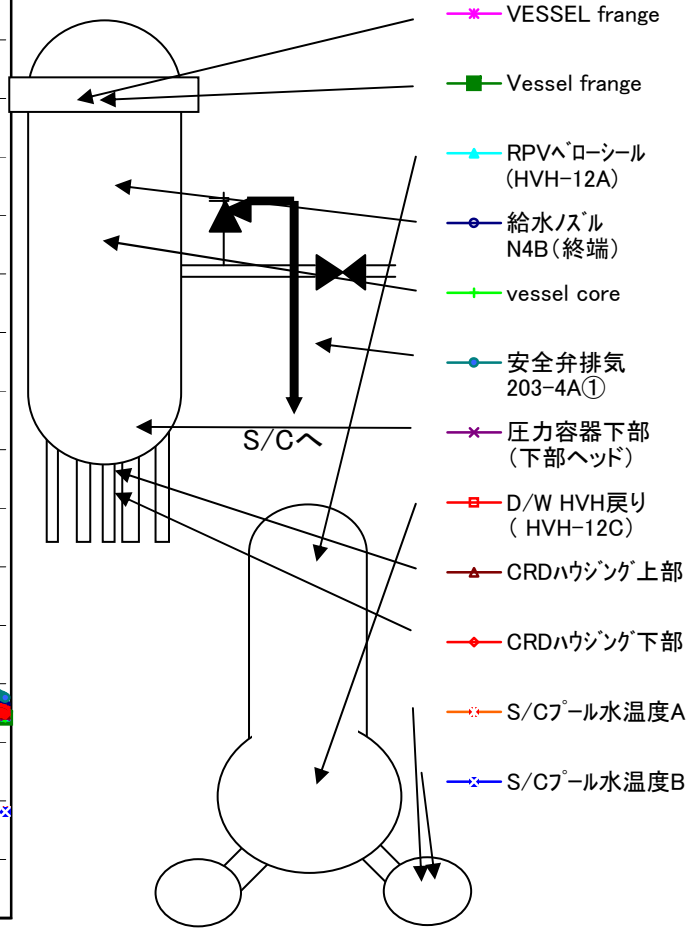 VESSEL frange
Vessel frange
RPVベローシール
(HVH-12A)
給水ノズル
N4B(終端)
vessel core
安全弁排気
203-4A①
S/Cへ
圧力容器下部
(下部ヘッド)
D/W HVH戻り
( HVH-12C)
CRDハウジング上部
CRDハウジング下部
S/Cプール水温度A
S/Cプール水温度B